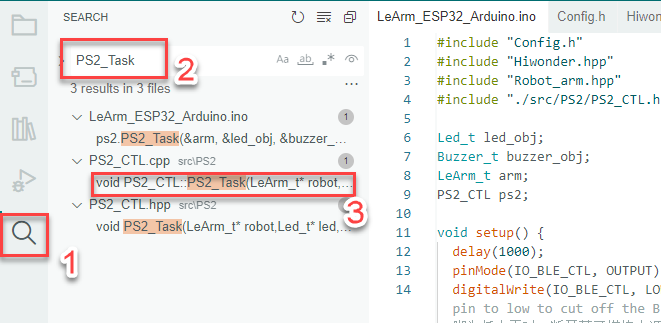 SEARCH
PS2_Task
Aa ab
2
3 results in 3 files
LeArm_ESP32_Arduino.ino 1
ps2.PS2_Task(&arm, &led_obj, &buzzer_...
PS2_CTL.cpp src\PS2 1
void PS2_CTL::PS2_Task(LeArm_t* robot,...
3
PS2_CTL.hpp src\PS2
void PS2_Task(LeArm_t* robot,Led_t* led,...
1
LeArm_ESP32_Arduino.ino Config.h Hiwon
1 #include "Config.h"
2 #include "Hiwonder.hpp"
3 #include "Robot_arm.hpp"
4 #include "./src/PS2/PS2_CTL.h
5
6 Led_t led_obj;
7 Buzzer_t buzzer_obj;
8 LeArm_t arm;
9 PS2_CTL ps2;
10
11 void setup() {
12 delay(1000);
13 pinMode(IO_BLE_CTL, OUTPUT)
14 digitalWrite(IO_BLE_CTL, LO
pin to low to cut off the B